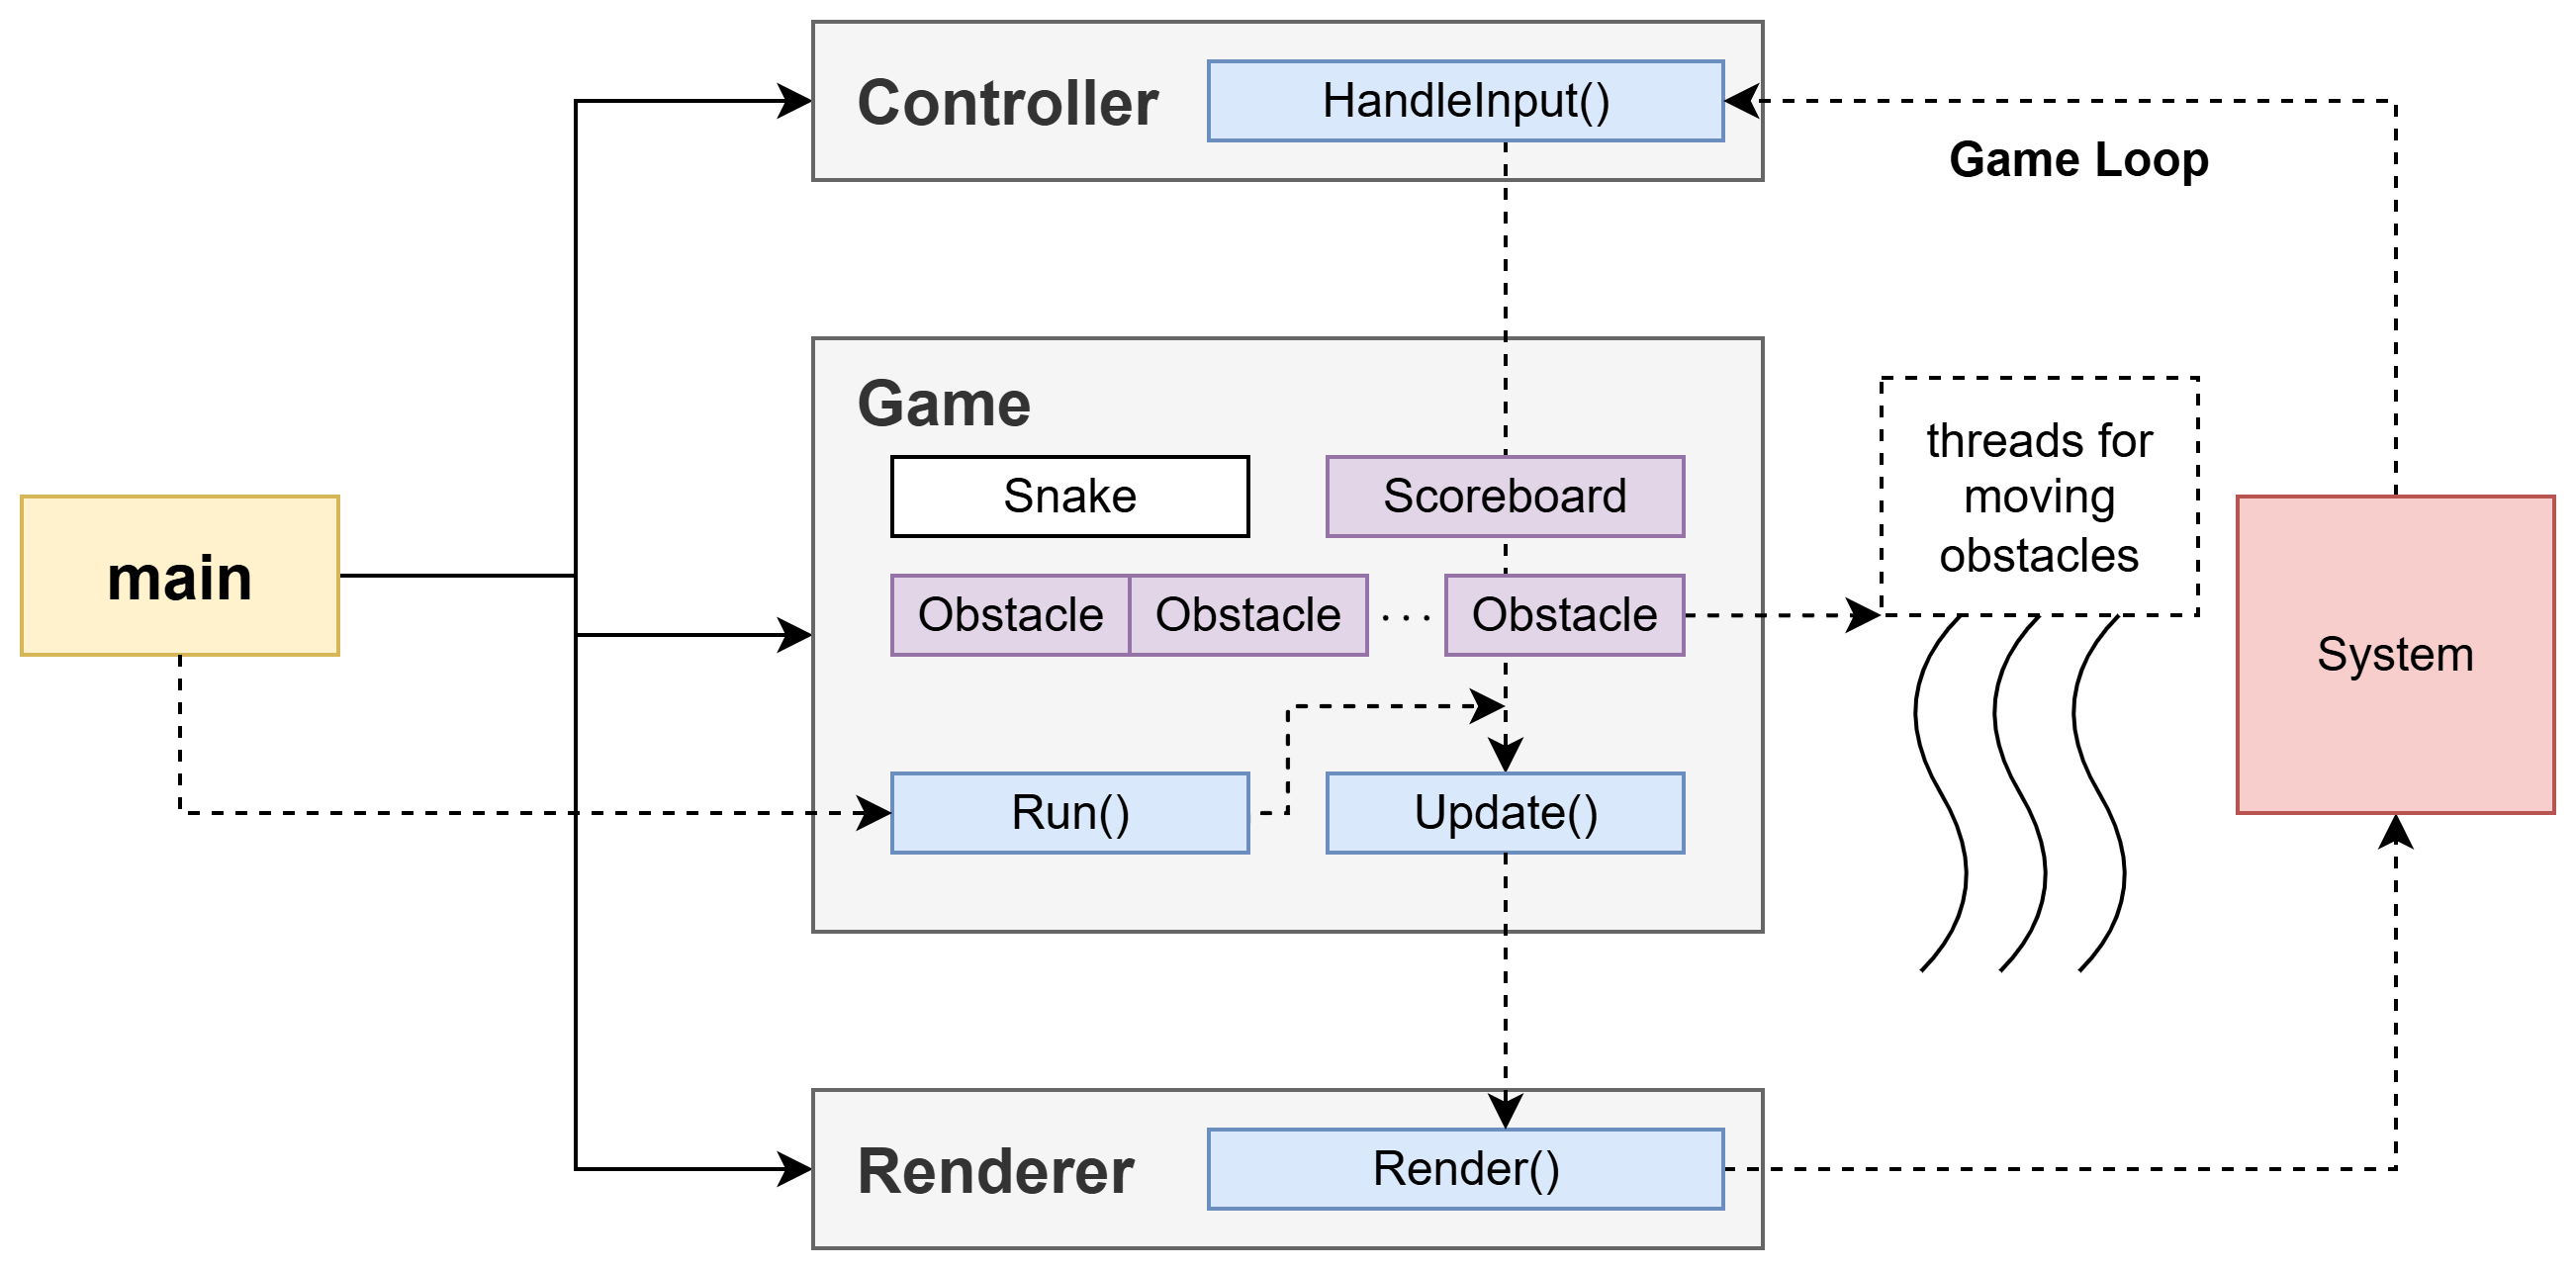 Controller
HandleInput()
Game Loop
Game
Snake
Scoreboard
threads for
moving
obstacles
main
Obstacle
Obstacle
· · ·
Obstacle
System
Run()
Update()
Renderer
Render()